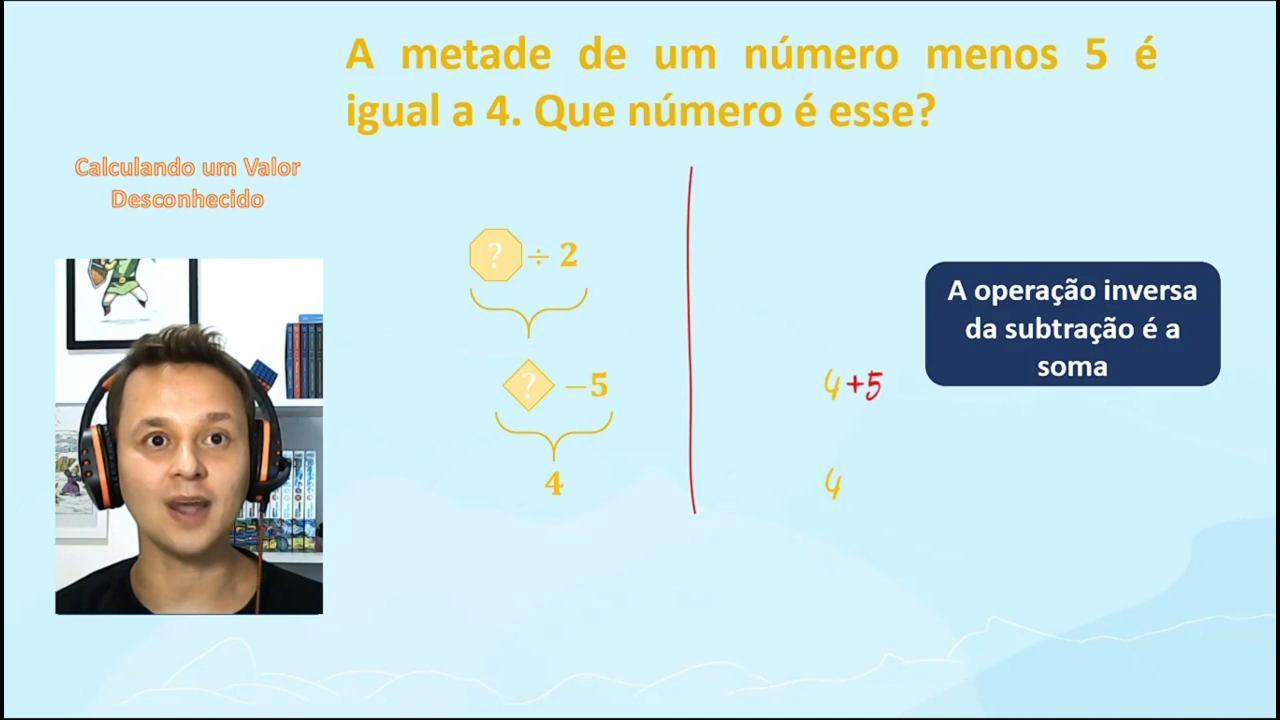 A metade de um número menos 5 é
igual a 4. Que número é esse?
Calculando um Valor
Desconhecido
? ÷ 2
A operação inversa
da subtração é a
soma
? −5
4 +5
4
4